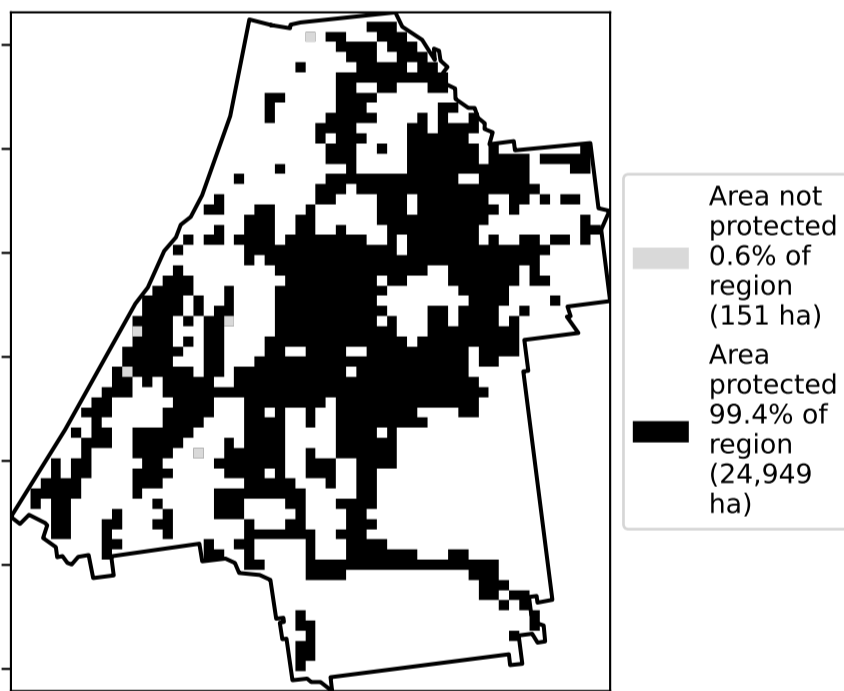 Area not
protected
0.6% of
region
(151 ha)
Area
protected
99.4% of
region
(24,949
ha)